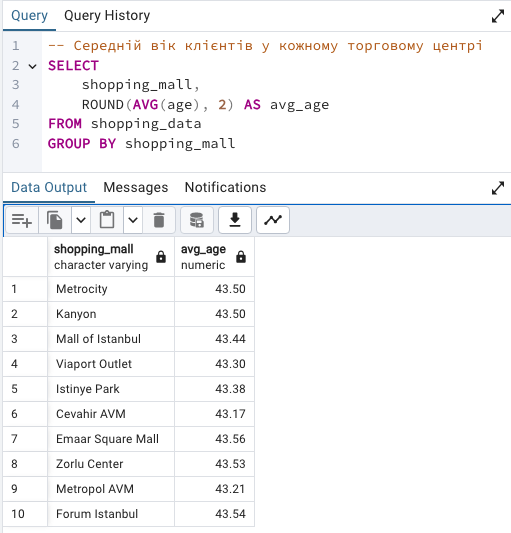 Query Query History
1 -- Середній вік клієнтів у кожному торговому центрі
2 SELECT
3 shopping_mall,
4 ROUND(AVG(age), 2) AS avg_age
5 FROM shopping_data
6 GROUP BY shopping_mall
Data Output Messages Notifications
shopping_mall avg_age
character varying numeric
1 Metrocity 43.50
2 Kanyon 43.50
3 Mall of Istanbul 43.44
4 Viaport Outlet 43.30
5 Istinye Park 43.38
6 Cevahir AVM 43.17
7 Emaar Square Mall 43.56
8 Zorlu Center 43.53
9 Metropol AVM 43.21
10 Forum Istanbul 43.54